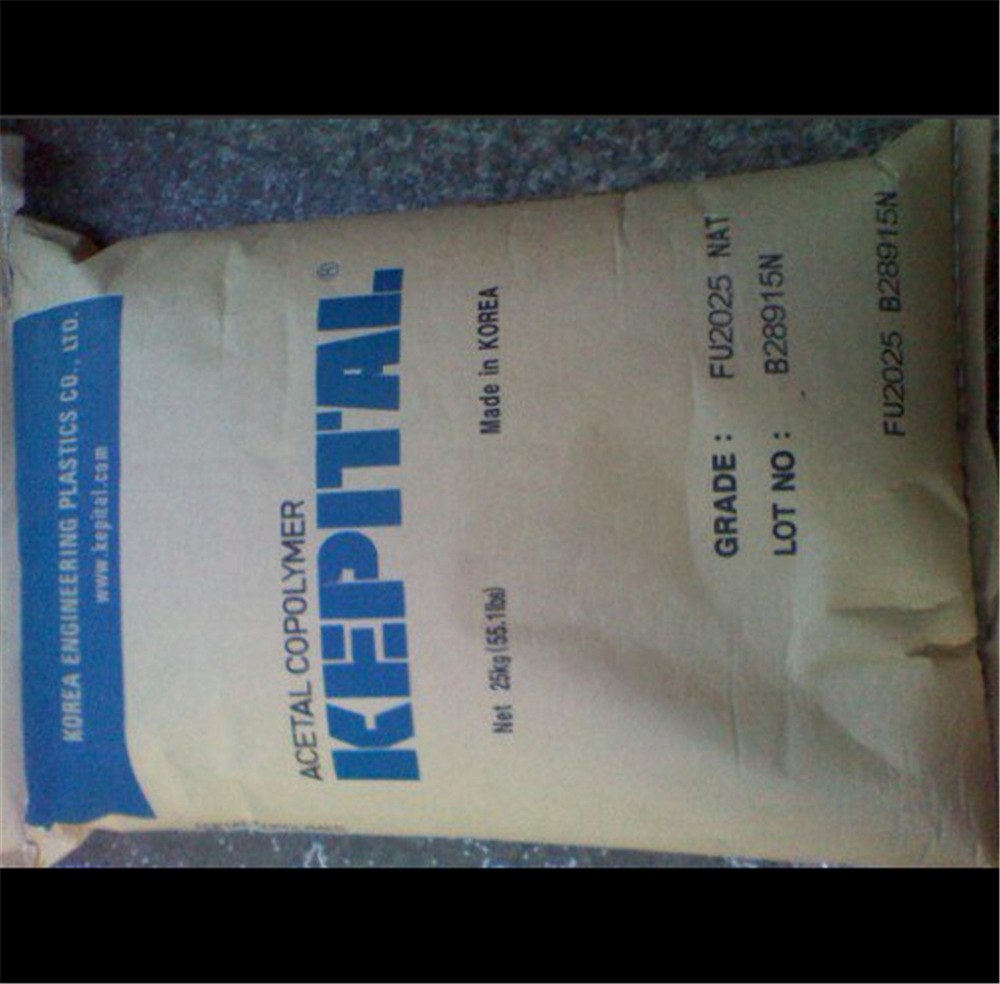 KOREA ENGINEERING PLASTICS CO., LTD.
www.kepital.com
ACETAL COPOLYMER
KEPITAL®
Net 25kg(55.1lbs) Made in KOREA
GRADE : FU2025 NAT
LOT NO : B28915N
FU2025 B28915N